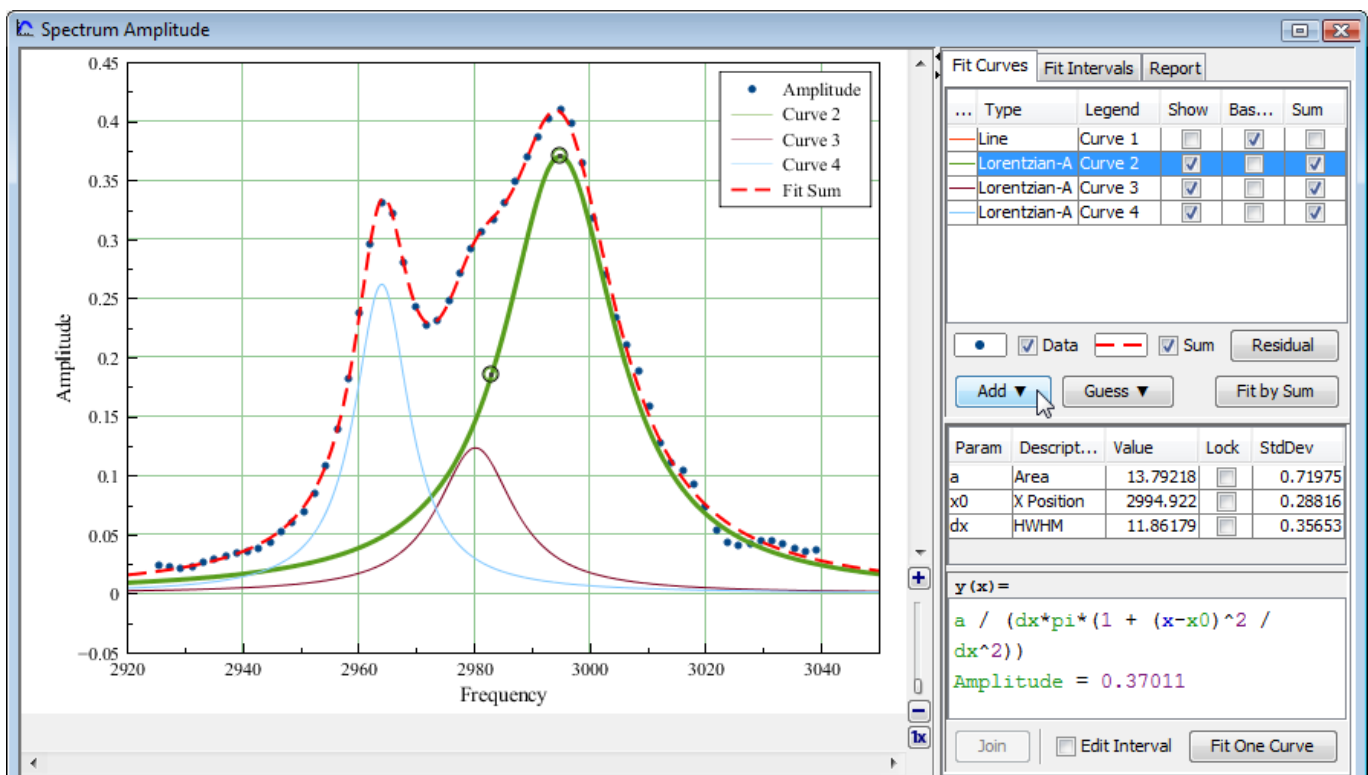 Spectrum Amplitude
0.45
0.4
0.35
0.3
0.25
0.2
0.15
0.1
0.05
0
−0.05
Amplitude
2920 2940 2960 2980 3000 3020 3040
Frequency
Amplitude
Curve 2
Curve 3
Curve 4
Fit Sum
1x
Fit Curves Fit Intervals Report
... Type Legend Show Bas... Sum
Line Curve 1
Lorentzian-A Curve 2
Lorentzian-A Curve 3
Lorentzian-A Curve 4
Data Sum Residual
Add ▼ Guess ▼ Fit by Sum
Param Descript... Value Lock StdDev
a Area 13.79218 0.71975
x0 X Position 2994.922 0.28816
dx HWHM 11.86179 0.35653
y(x)=
a / (dx*pi*(1 + (x-x0)^2 /
dx^2))
Amplitude = 0.37011
Join Edit Interval Fit One Curve